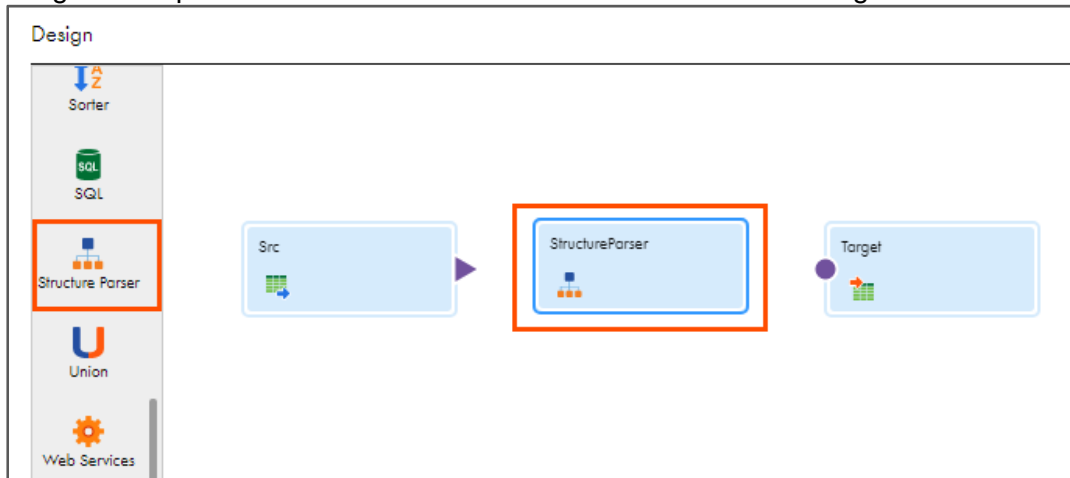 Design
Sorter
SQL
SQL
Structure Parser
Union
Web Services
Src
StructureParser
Target